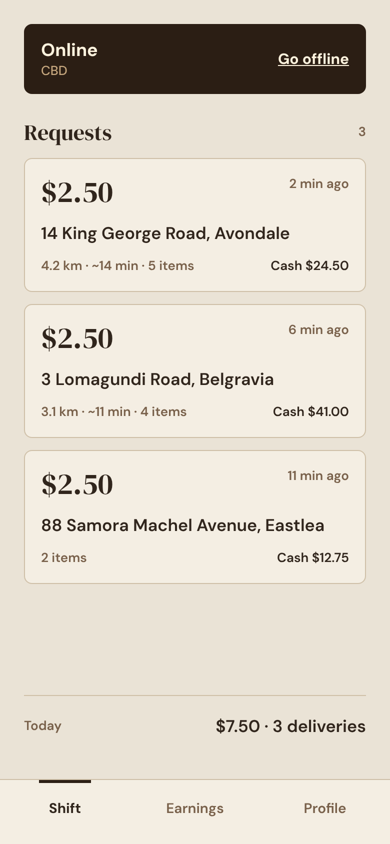 Online
CBD
Go offline
Requests
3
$2.50
2 min ago
14 King George Road, Avondale
4.2 km · ~14 min · 5 items
Cash $24.50
$2.50
6 min ago
3 Lomagundi Road, Belgravia
3.1 km · ~11 min · 4 items
Cash $41.00
$2.50
11 min ago
88 Samora Machel Avenue, Eastlea
2 items
Cash $12.75
Today
$7.50 · 3 deliveries
Shift
Earnings
Profile